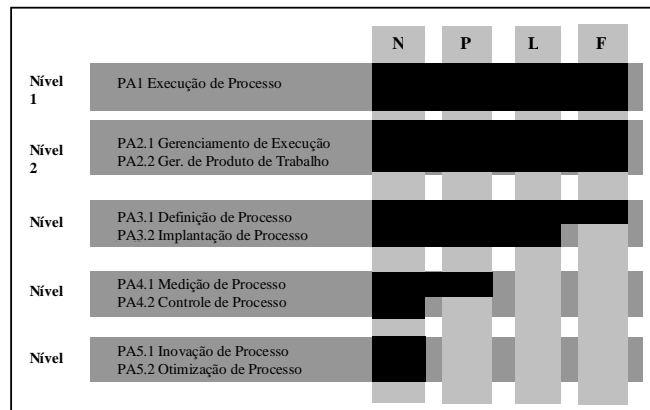 N P L F
Nível
1
PA1 Execução de Processo
Nível
2
PA2.1 Gerenciamento de Execução
PA2.2 Ger. de Produto de Trabalho
Nível
PA3.1 Definição de Processo
PA3.2 Implantação de Processo
Nível
PA4.1 Medição de Processo
PA4.2 Controle de Processo
Nível
PA5.1 Inovação de Processo
PA5.2 Otimização de Processo